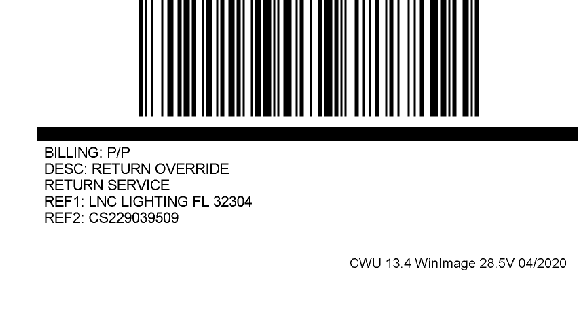 BILLING: P/P
DESC: RETURN OVERRIDE
RETURN SERVICE
REF1: LNC LIGHTING FL 32304
REF2: CS229039509
CWU 13.4 WinImage 28.5V 04/2020